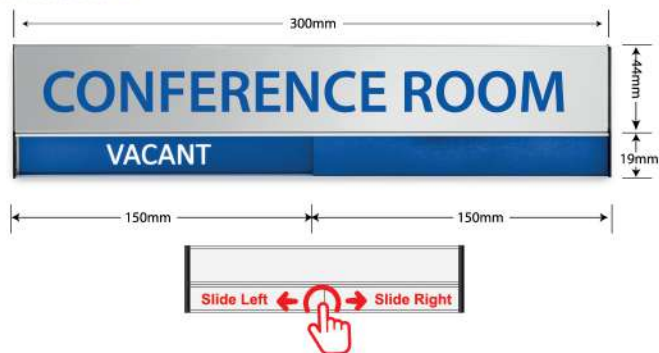 300mm
CONFERENCE ROOM
44mm
VACANT
19mm
150mm 150mm
Slide Left Slide Right